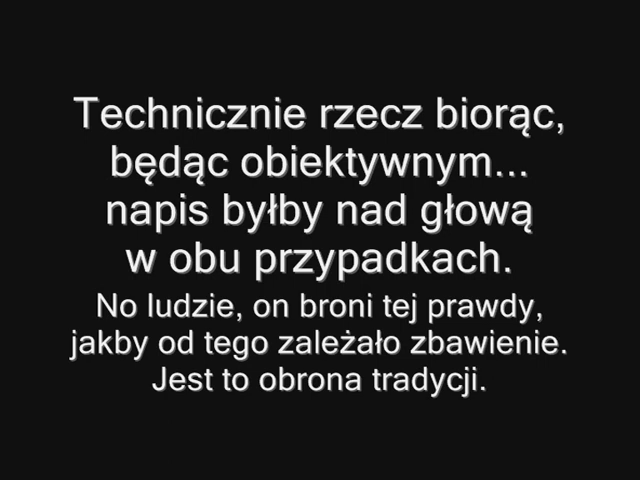 Technicznie rzecz biorąc,
będąc obiektywnym...
napis byłby nad głową
w obu przypadkach.
No ludzie, on broni tej prawdy,
jakby od tego zależało zbawienie.
Jest to obrona tradycji.